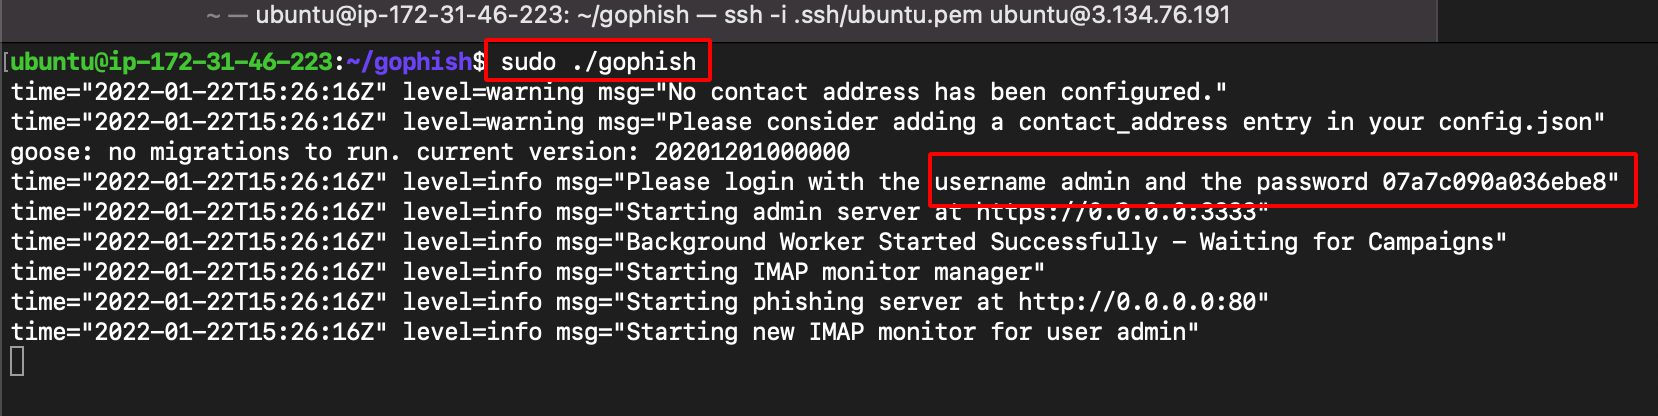 ~ — ubuntu@ip-172-31-46-223: ~/gophish — ssh -i .ssh/ubuntu.pem ubuntu@3.134.76.191
[ubuntu@ip-172-31-46-223:~/gophish$ sudo ./gophish
time="2022-01-22T15:26:16Z" level=warning msg="No contact address has been configured."
time="2022-01-22T15:26:16Z" level=warning msg="Please consider adding a contact_address entry in your config.json"
goose: no migrations to run. current version: 20201201000000
time="2022-01-22T15:26:16Z" level=info msg="Please login with the username admin and the password 07a7c090a036ebe8"
time="2022-01-22T15:26:16Z" level=info msg="Starting admin server at https://0.0.0.0:3333"
time="2022-01-22T15:26:16Z" level=info msg="Background Worker Started Successfully - Waiting for Campaigns"
time="2022-01-22T15:26:16Z" level=info msg="Starting IMAP monitor manager"
time="2022-01-22T15:26:16Z" level=info msg="Starting phishing server at http://0.0.0.0:80"
time="2022-01-22T15:26:16Z" level=info msg="Starting new IMAP monitor for user admin"